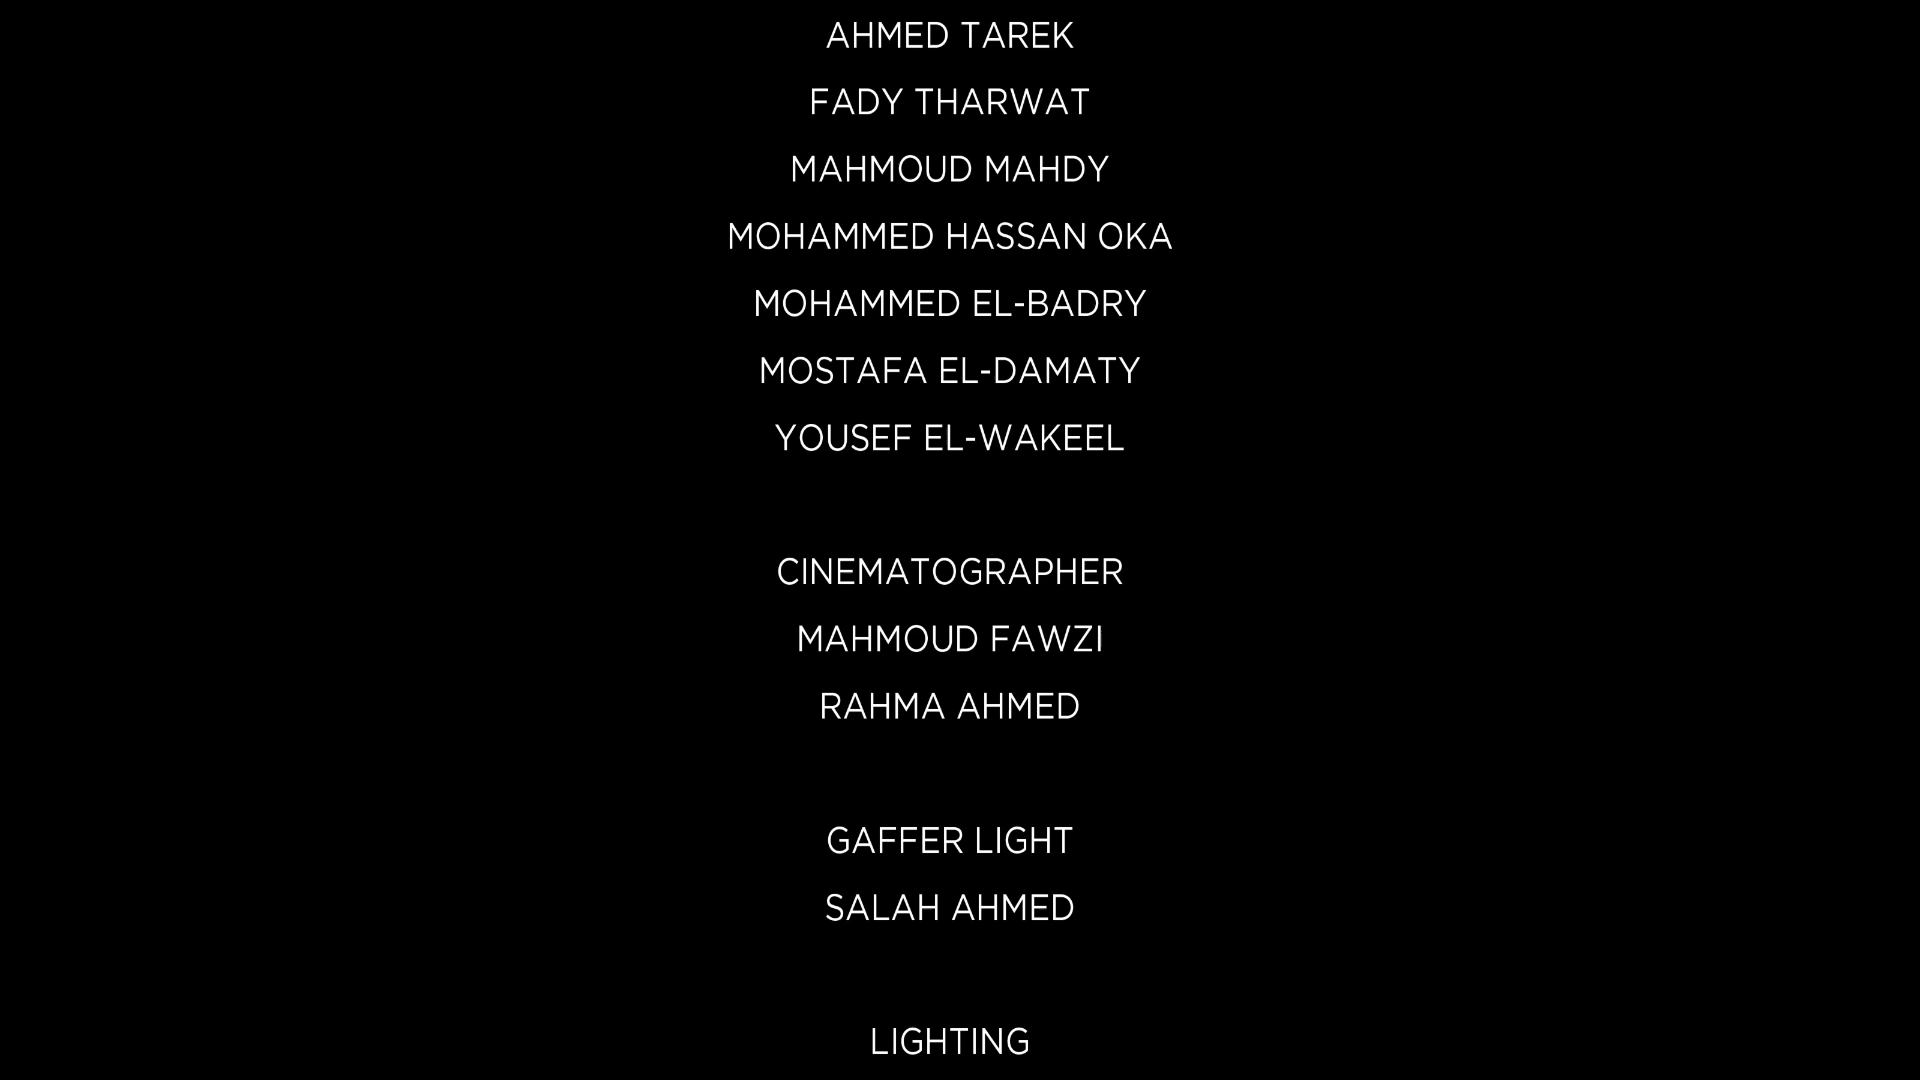 AHMED TAREK
FADY THARWAT
MAHMOUD MAHDY
MOHAMMED HASSAN OKA
MOHAMMED EL-BADRY
MOSTAFA EL-DAMATY
YOUSEF EL-WAKEEL
CINEMATOGRAPHER
MAHMOUD FAWZI
RAHMA AHMED
GAFFER LIGHT
SALAH AHMED
LIGHTING